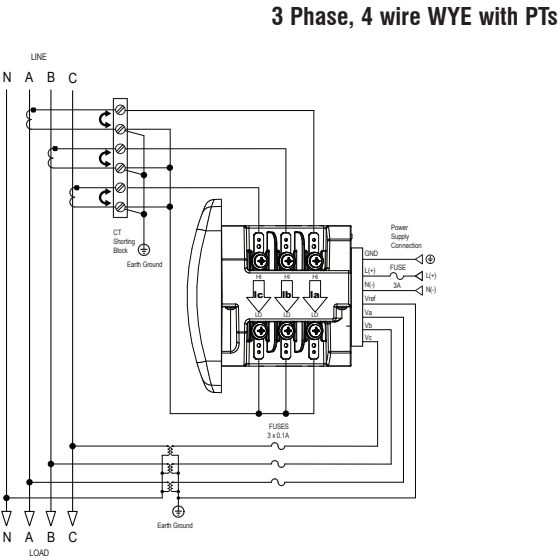 3 Phase, 4 wire WYE with PTs
LINE
N A B C
CT
Shorting
Block
Earth Ground
Power
Supply
Connection
GND
FUSE
L(+)
L(+)
N(-)
3A
N(-)
Vref
Va
Vb
Vc
HI HI HI
Ic Ib Ia
LO LO LO
FUSES
3 x 0.1A
Earth Ground
N A B C
LOAD